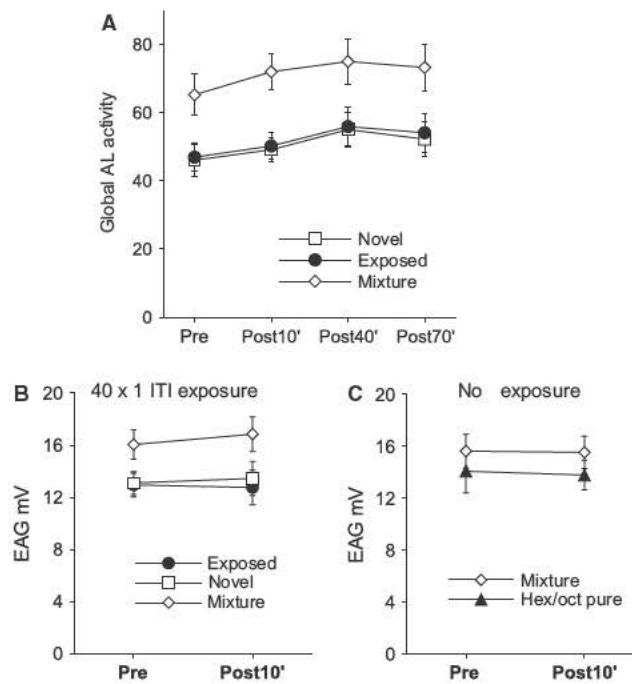 A
Global AL activity
80
60
40
20
0
Novel
Exposed
Mixture
Pre
Post10'
Post40'
Post70'
B
40 x 1 ITI exposure
EAG mV
20
16
12
8
4
0
Exposed
Novel
Mixture
Pre
Post10'
C
No exposure
EAG mV
20
16
12
8
4
0
Mixture
Hex/oct pure
Pre
Post10'